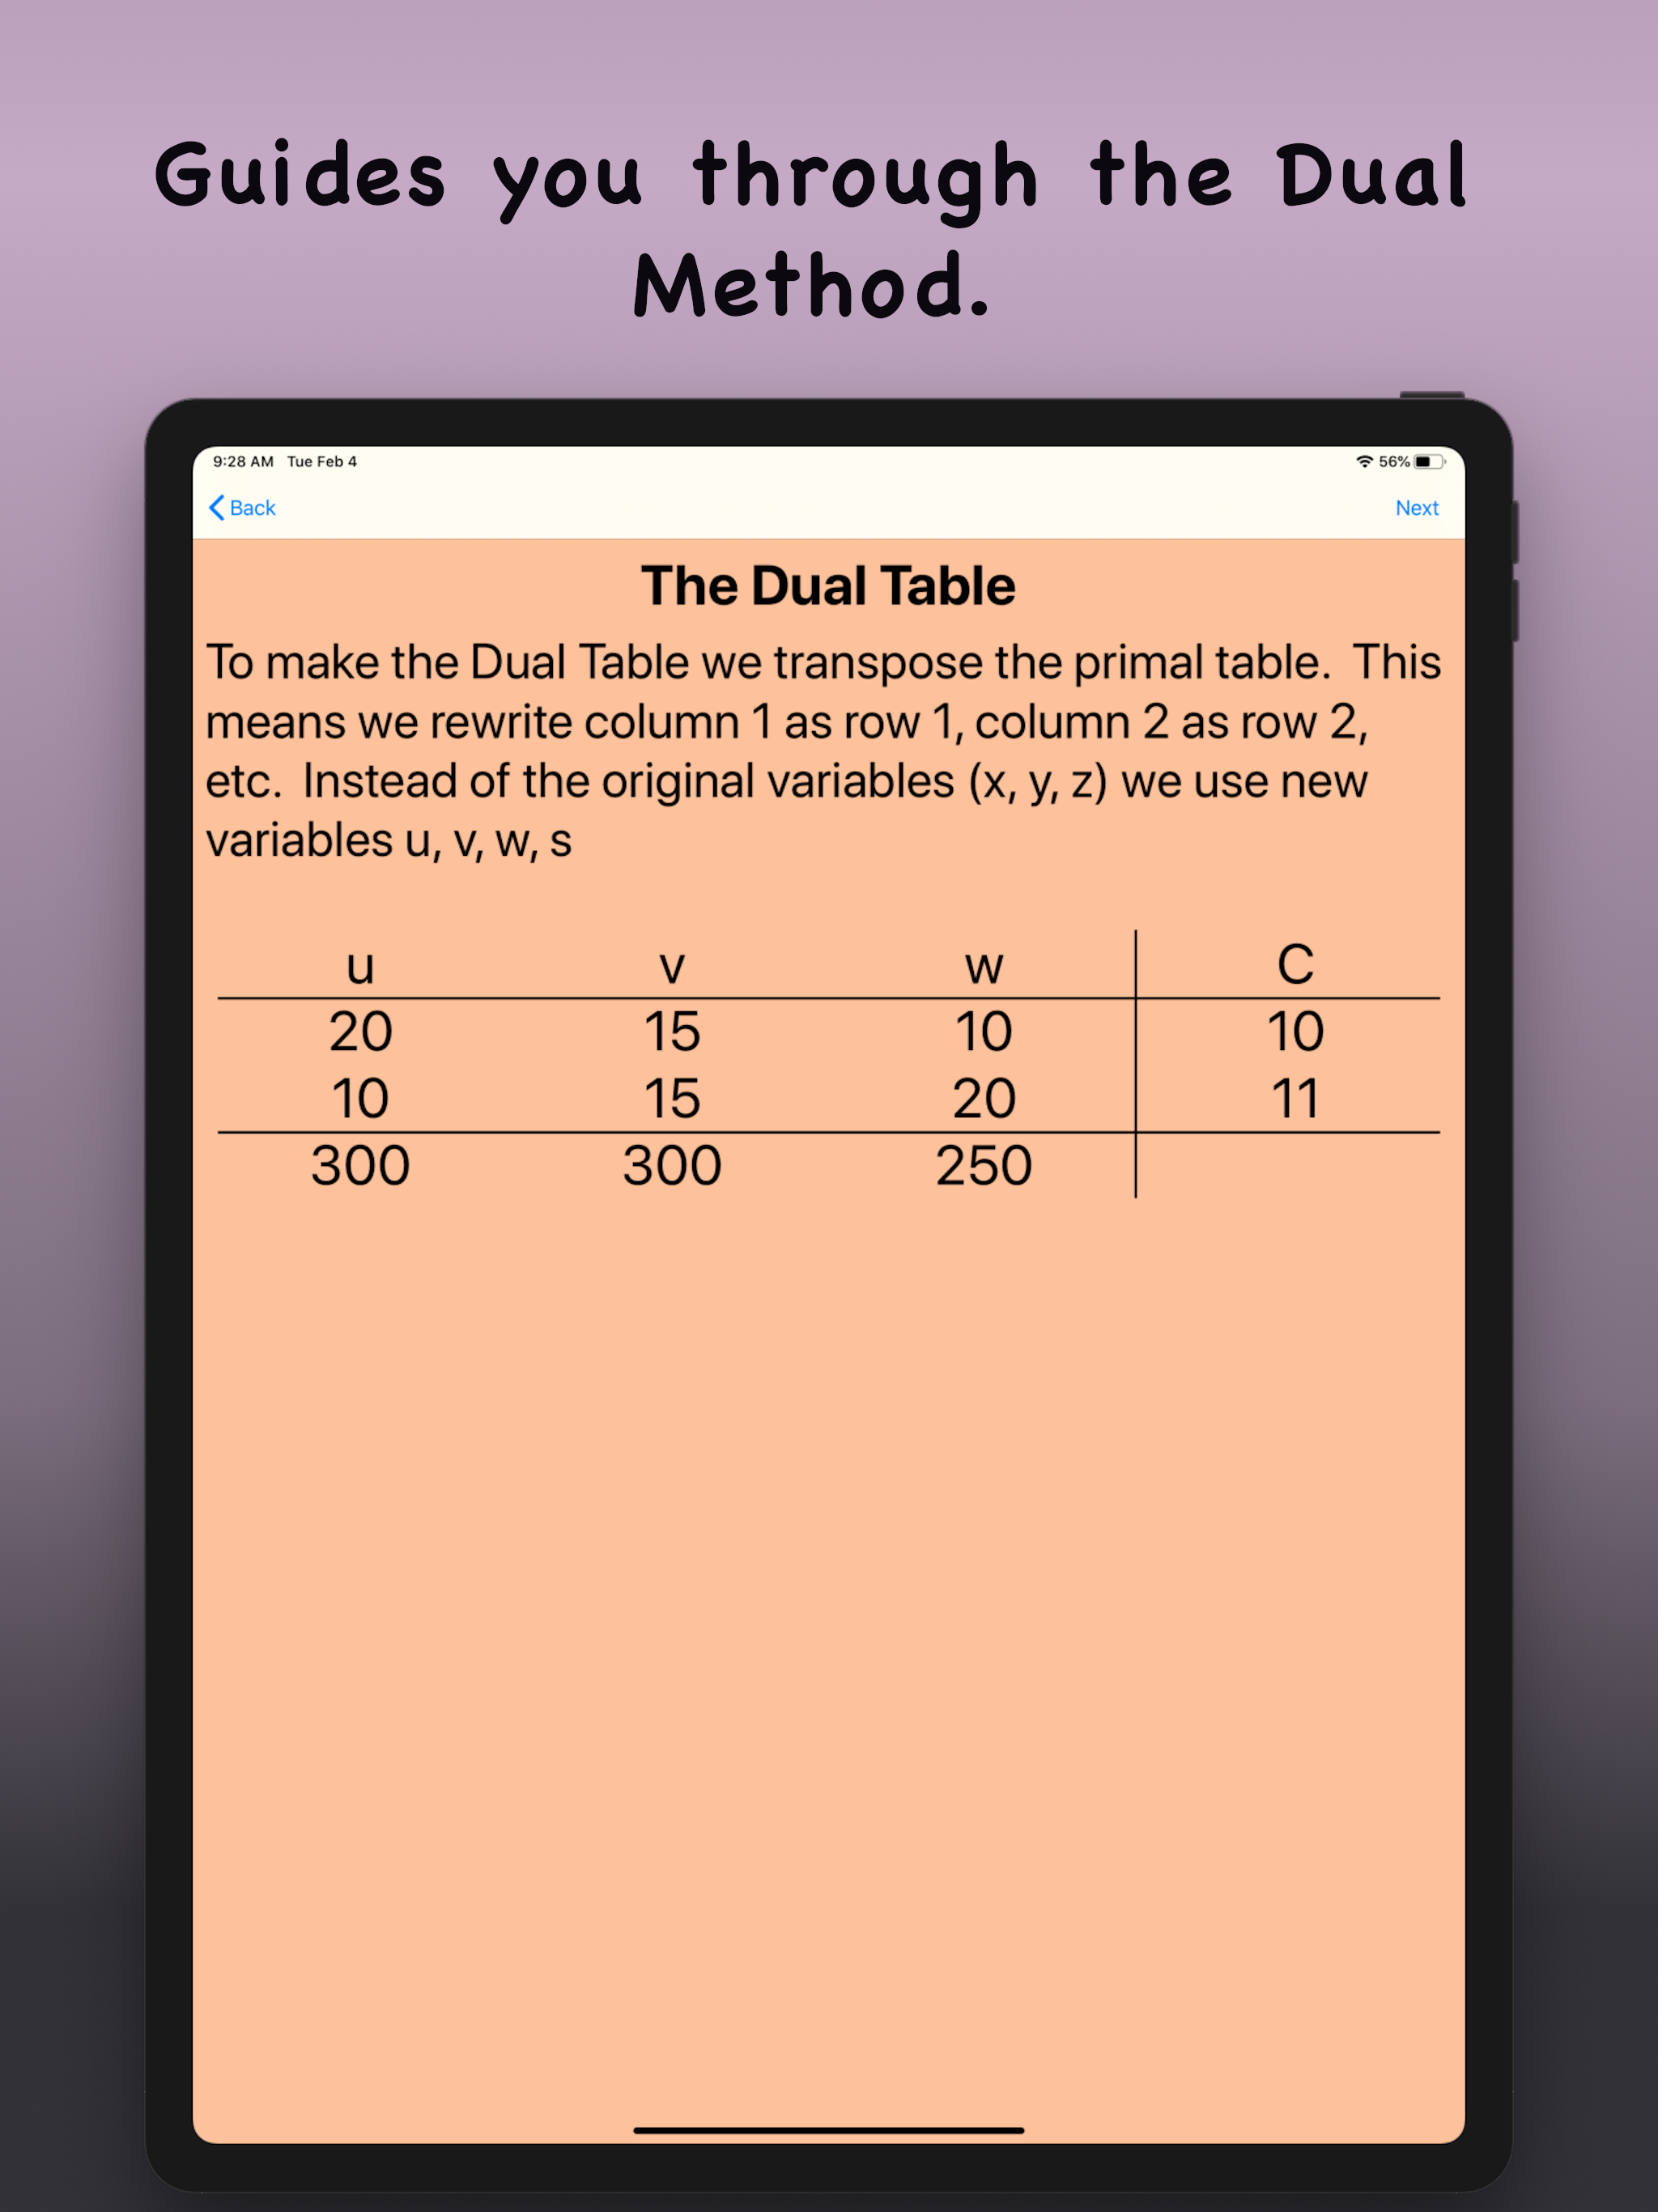 Guides you through the Dual
Method.
9:28 AM Tue Feb 4
56%
Back
Next
The Dual Table
To make the Dual Table we transpose the primal table. This
means we rewrite column 1 as row 1, column 2 as row 2,
etc. Instead of the original variables (x, y, z) we use new
variables u, v, w, s
u v w C
20 15 10 10
10 15 20 11
300 300 250